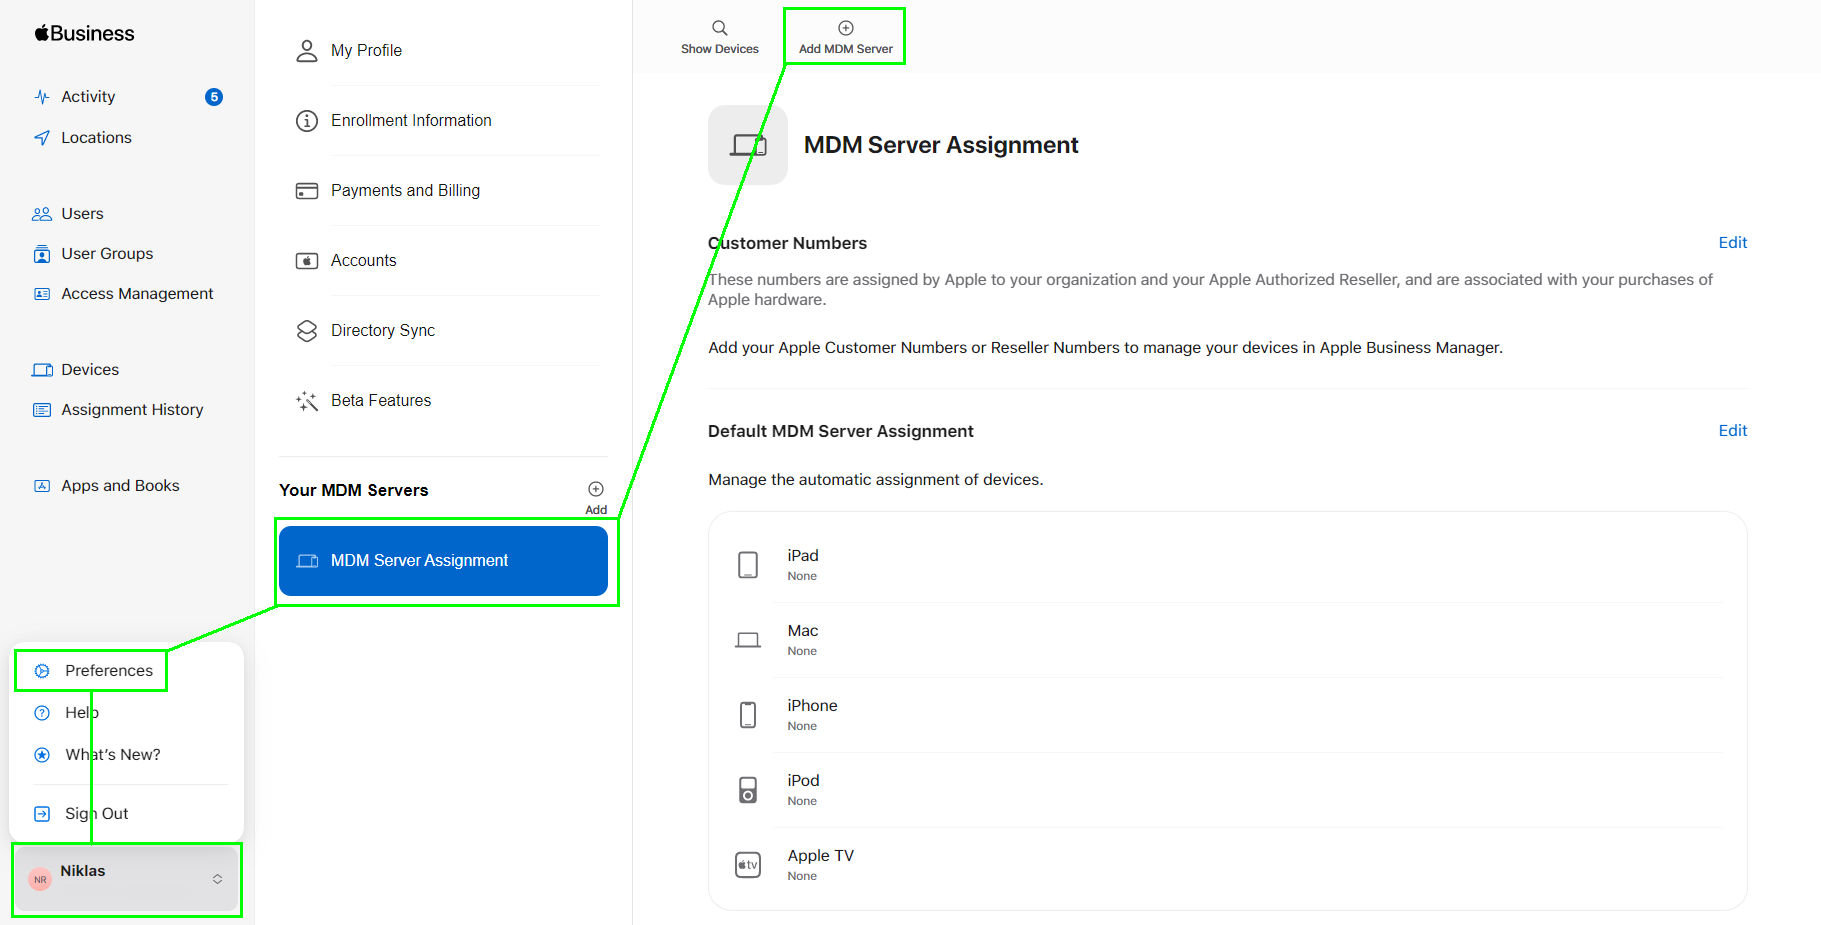 Business
Activity
5
Locations
Users
User Groups
Access Management
Devices
Assignment History
Apps and Books
Preferences
Help
What's New?
Sign Out
NR
Niklas
My Profile
Enrollment Information
Payments and Billing
Accounts
Directory Sync
Beta Features
Your MDM Servers
Add
MDM Server Assignment
Show Devices
Add MDM Server
MDM Server Assignment
Customer Numbers
Edit
These numbers are assigned by Apple to your organization and your Apple Authorized Reseller, and are associated with your purchases of
Apple hardware.
Add your Apple Customer Numbers or Reseller Numbers to manage your devices in Apple Business Manager.
Default MDM Server Assignment
Edit
Manage the automatic assignment of devices.
iPad
None
Mac
None
iPhone
None
iPod
None
tv
Apple TV
None